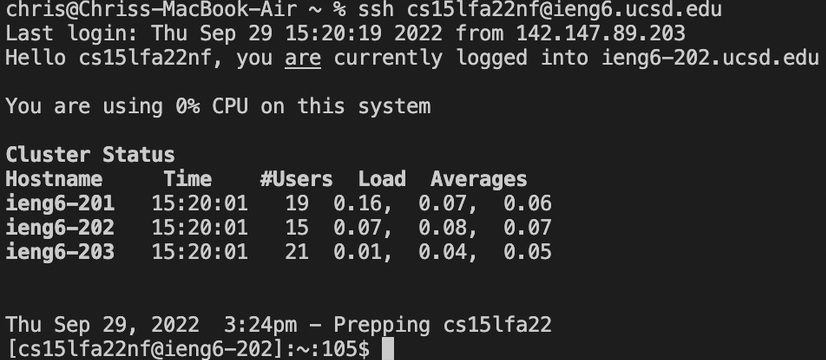 chris@Chriss-MacBook-Air ~ % ssh cs15lfa22nf@ieng6.ucsd.edu
Last login: Thu Sep 29 15:20:19 2022 from 142.147.89.203
Hello cs15lfa22nf, you are currently logged into ieng6-202.ucsd.edu
You are using 0% CPU on this system
Cluster Status
Hostname     Time    #Users  Load  Averages
ieng6-201   15:20:01   19  0.16,  0.07,  0.06
ieng6-202   15:20:01   15  0.07,  0.08,  0.07
ieng6-203   15:20:01   21  0.01,  0.04,  0.05
Thu Sep 29, 2022  3:24pm - Prepping cs15lfa22
[cs15lfa22nf@ieng6-202]:~:105$